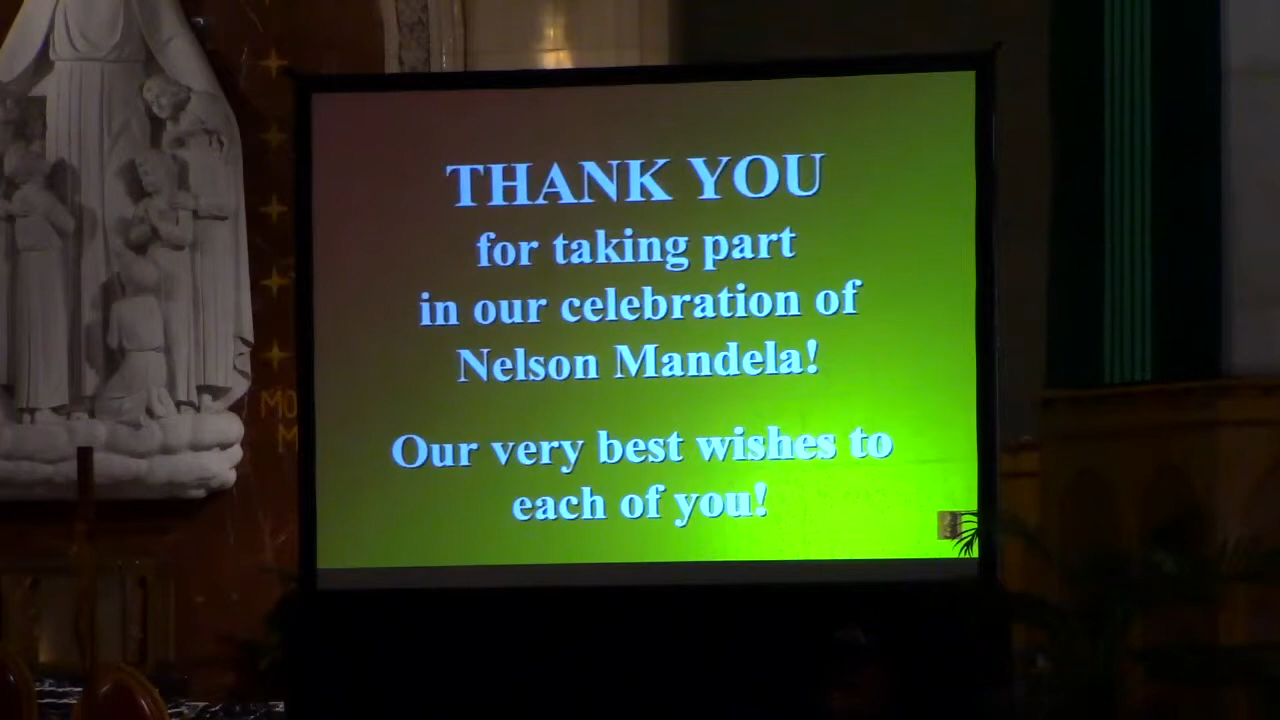 THANK YOU
for taking part
in our celebration of
Nelson Mandela!
Our very best wishes to
each of you!
MO
M